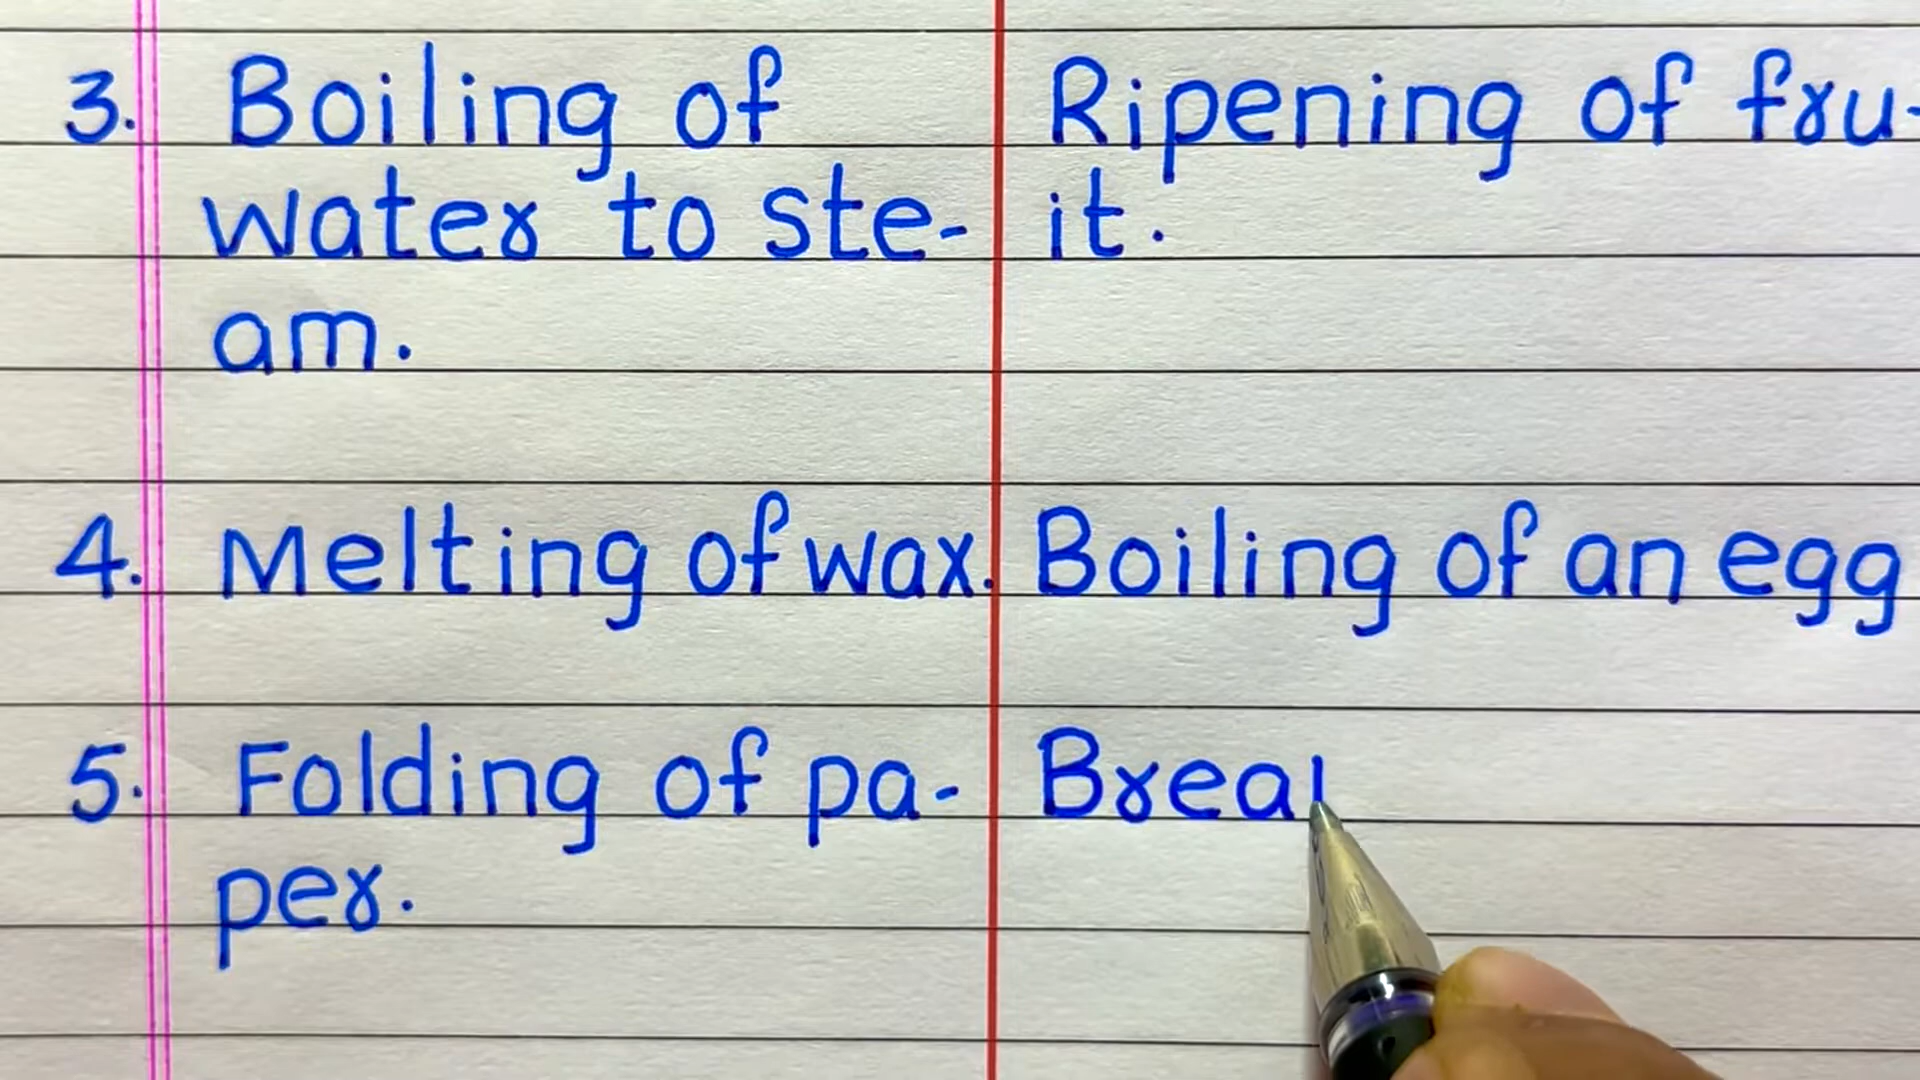 3. Boiling of
water to ste-
am.
Ripening of fru-
it.
4. Melting of wax.
Boiling of an egg
5. Folding of pa-
per.
Brea